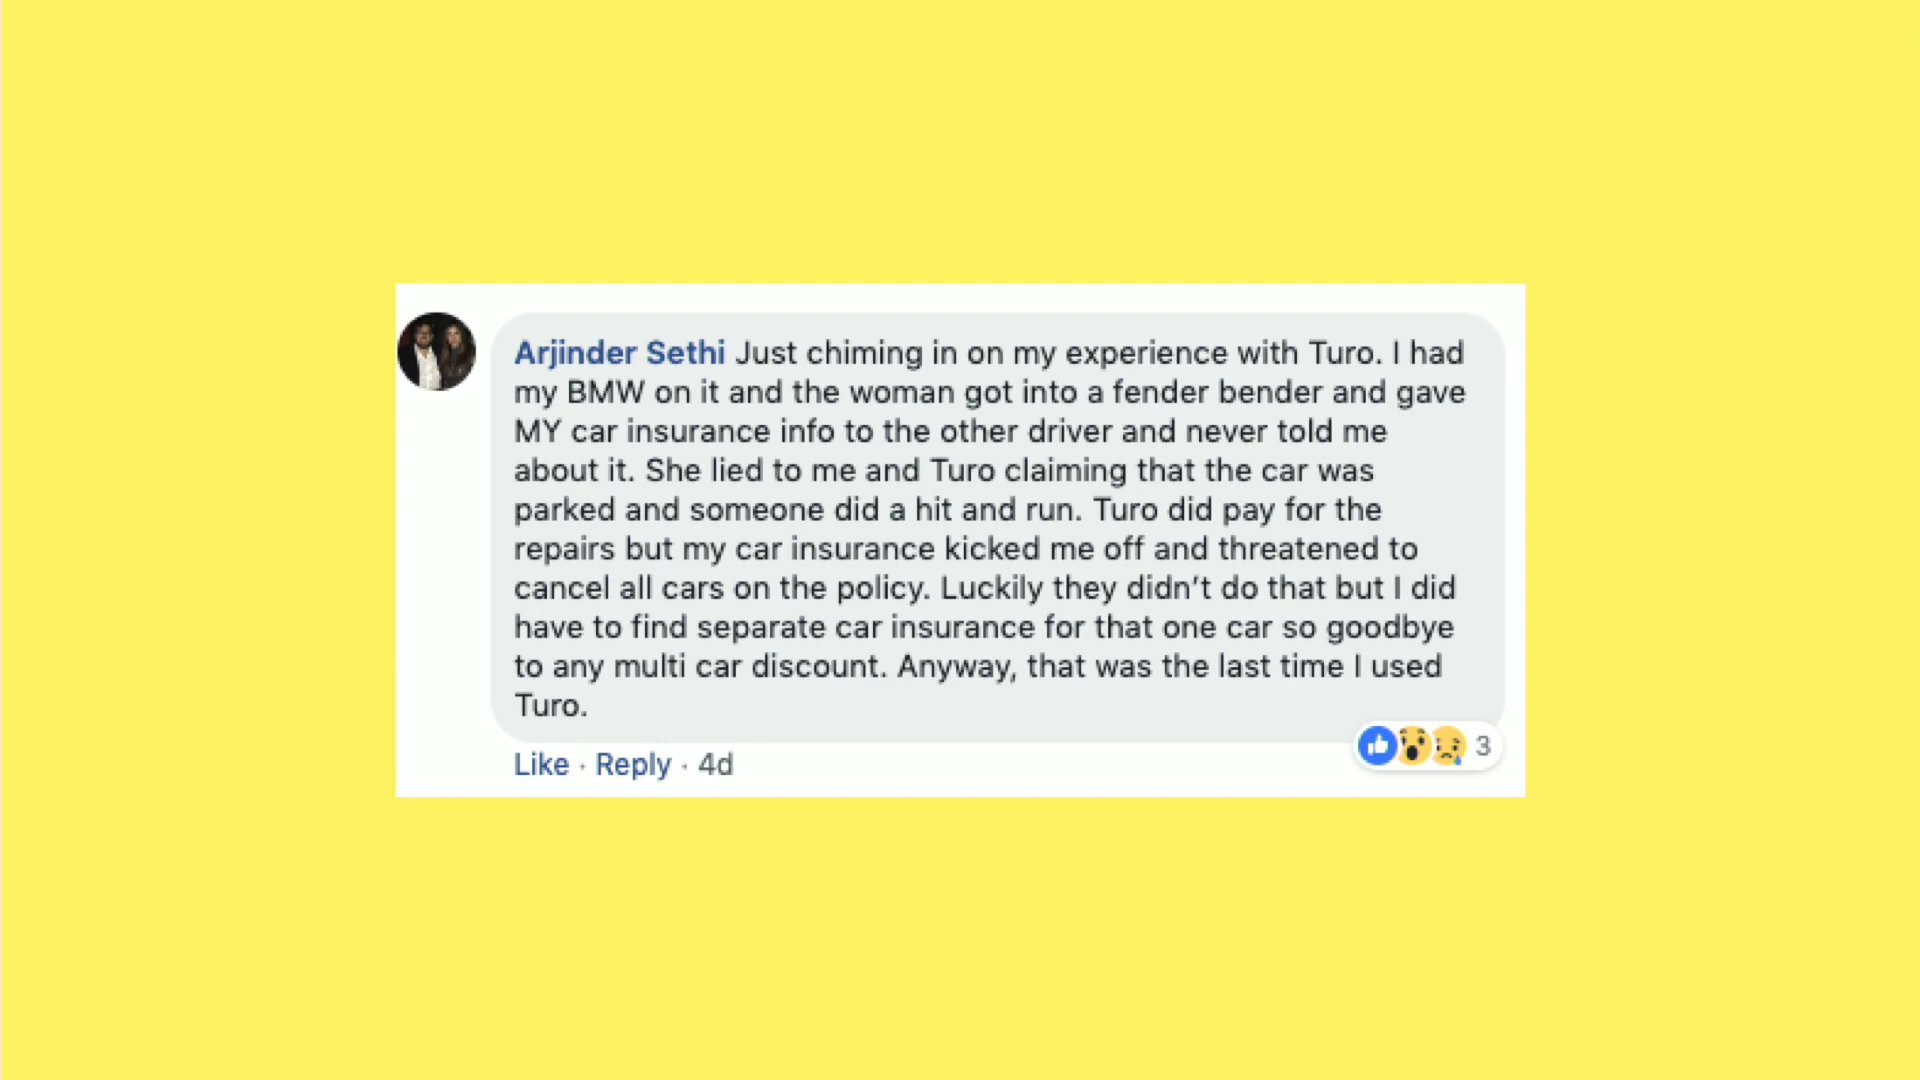 Arjinder Sethi Just chiming in on my experience with Turo. I had
my BMW on it and the woman got into a fender bender and gave
MY car insurance info to the other driver and never told me
about it. She lied to me and Turo claiming that the car was
parked and someone did a hit and run. Turo did pay for the
repairs but my car insurance kicked me off and threatened to
cancel all cars on the policy. Luckily they didn’t do that but I did
have to find separate car insurance for that one car so goodbye
to any multi car discount. Anyway, that was the last time I used
Turo.
3
Like · Reply · 4d